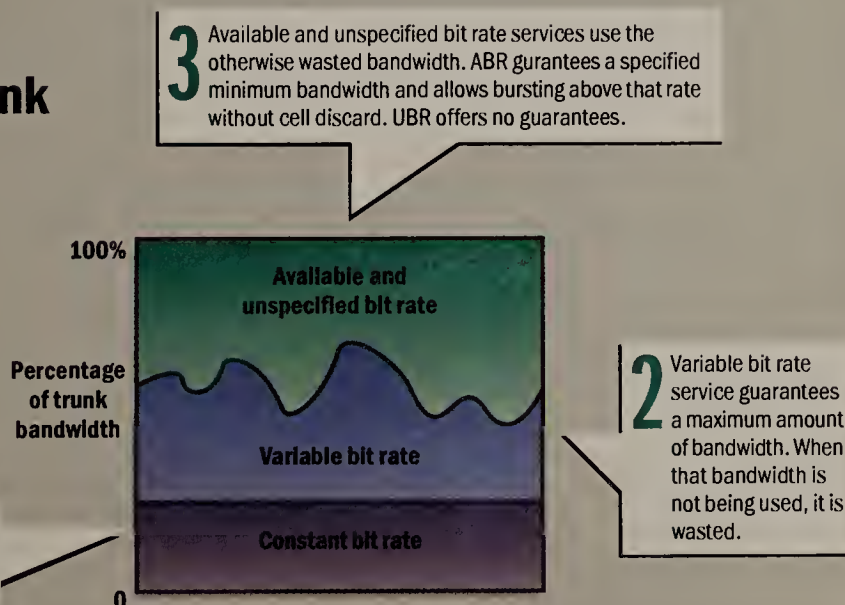 nk
3 Available and unspecified bit rate services use the
otherwise wasted bandwidth. ABR gurantees a specified
minimum bandwidth and allows bursting above that rate
without cell discard. UBR offers no guarantees.
100%
Available and
unspecified bit rate
Percentage
of trunk
bandwidth
Variable bit rate
Constant bit rate
0
2 Variable bit rate
service guarantees
a maximum amount
of bandwidth. When
that bandwidth is
not being used, it is
wasted.